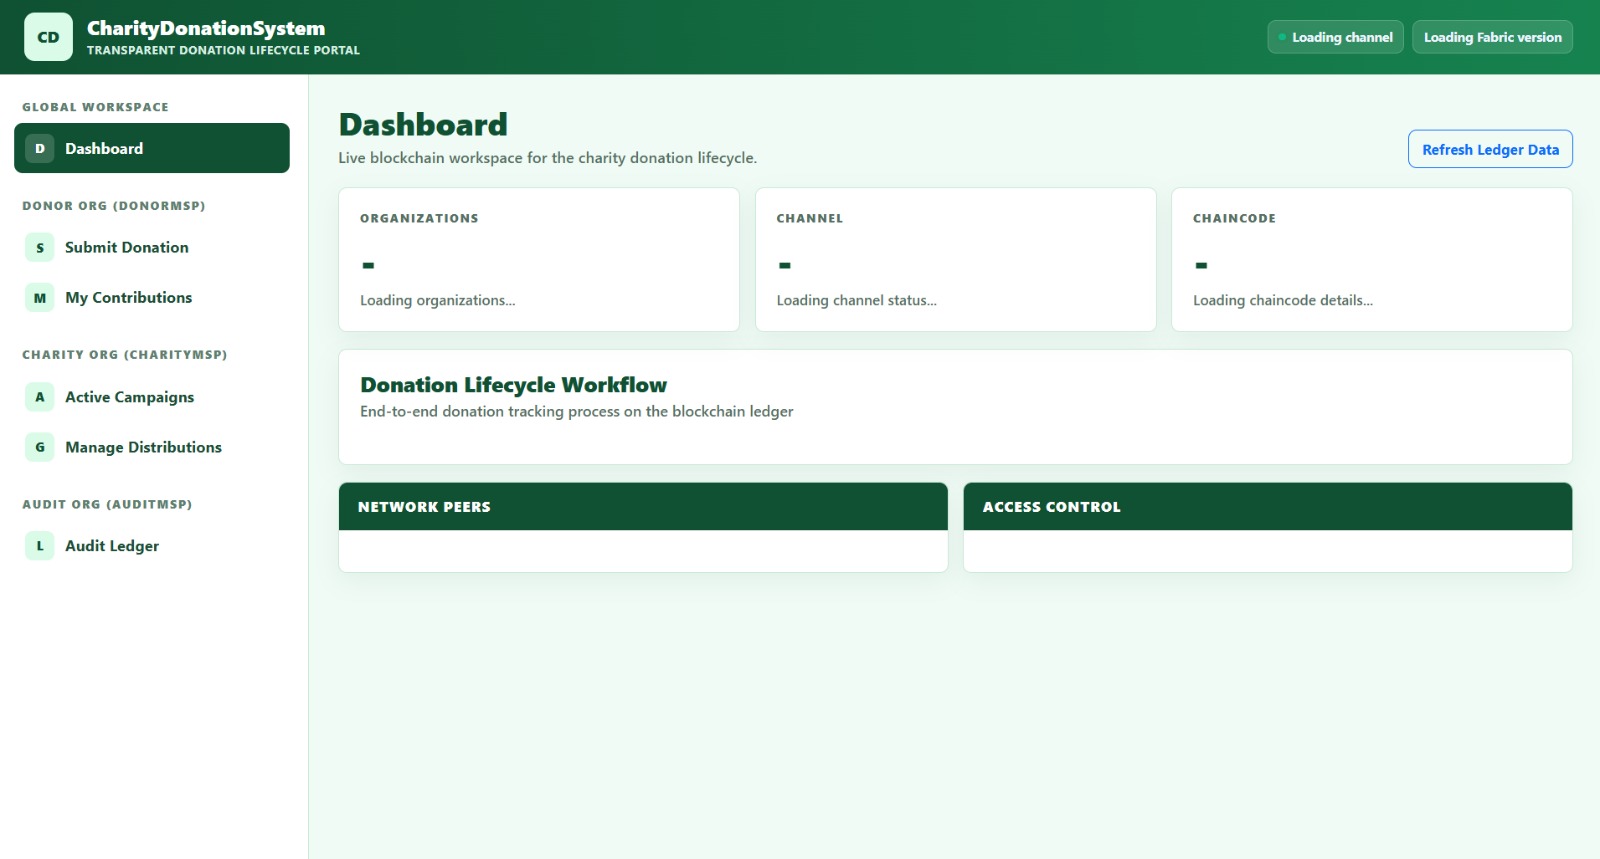 CD
CharityDonationSystem
TRANSPARENT DONATION LIFECYCLE PORTAL
Loading channel
Loading Fabric version
GLOBAL WORKSPACE
D Dashboard
DONOR ORG (DONORMSP)
S Submit Donation
M My Contributions
CHARITY ORG (CHARITYMSP)
A Active Campaigns
G Manage Distributions
AUDIT ORG (AUDITMSP)
L Audit Ledger
Dashboard
Live blockchain workspace for the charity donation lifecycle.
Refresh Ledger Data
ORGANIZATIONS
-
Loading organizations...
CHANNEL
-
Loading channel status...
CHAINCODE
-
Loading chaincode details...
Donation Lifecycle Workflow
End-to-end donation tracking process on the blockchain ledger
NETWORK PEERS
ACCESS CONTROL